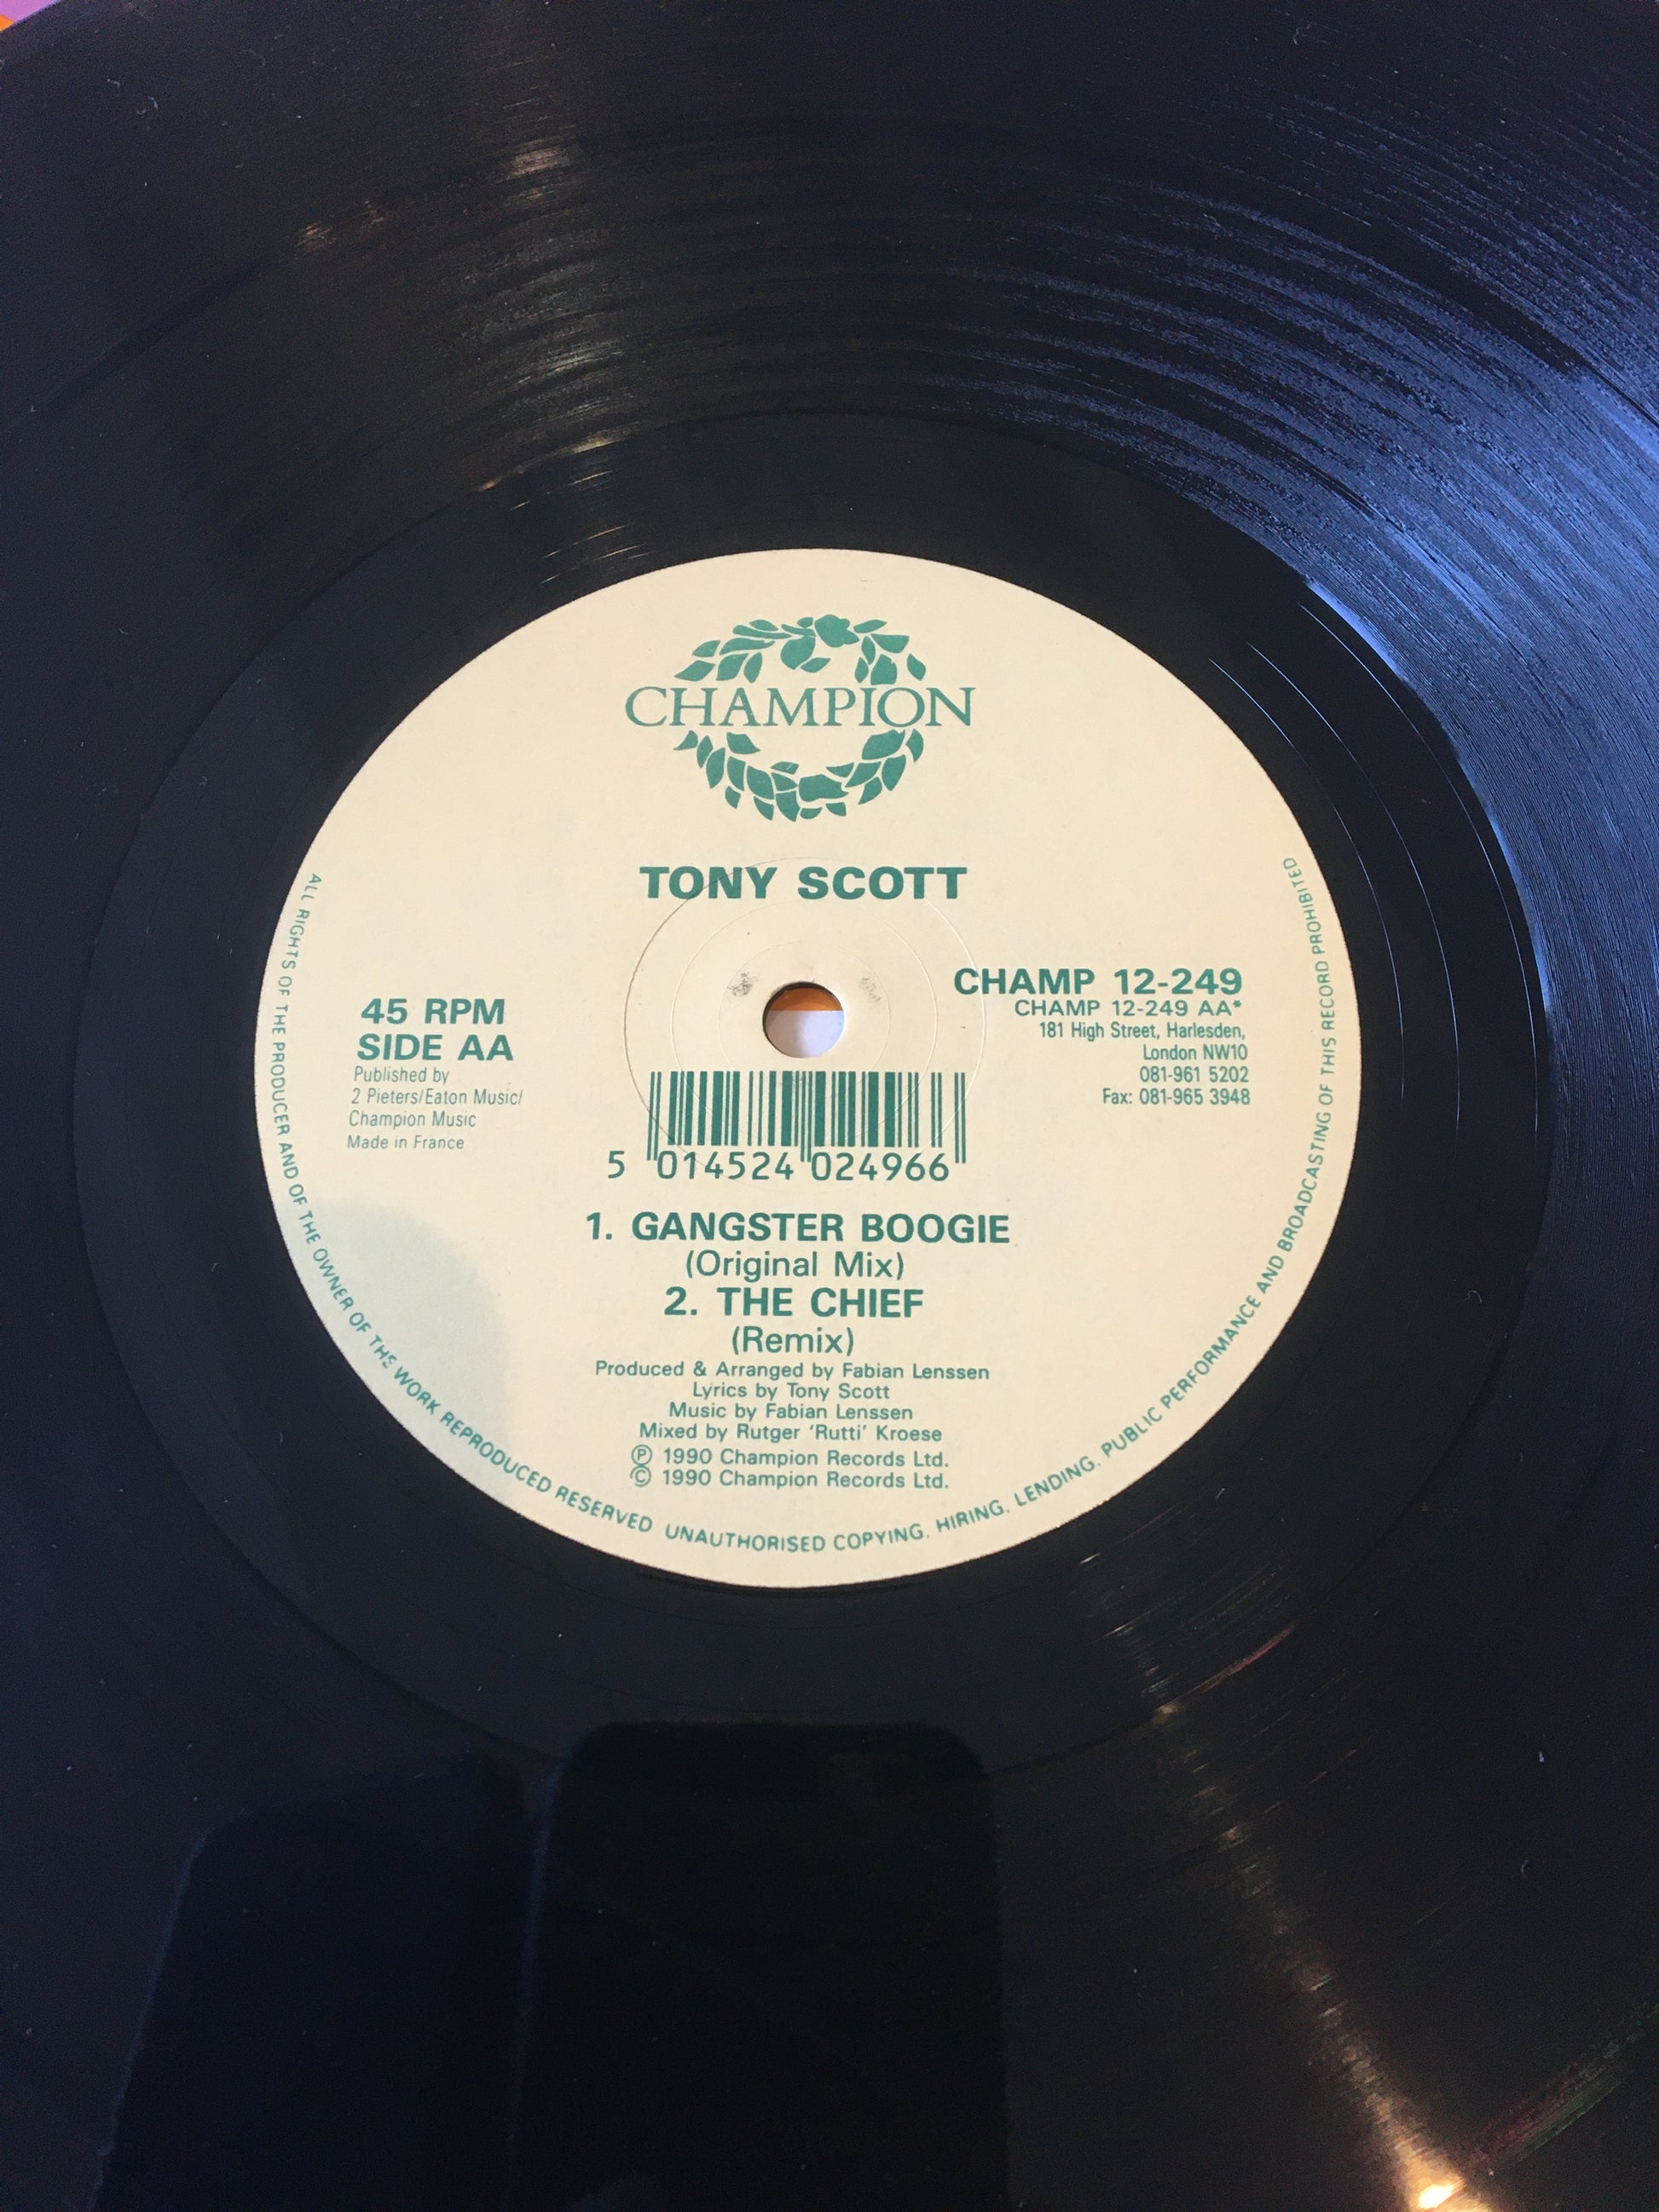 CHAMPION
TONY SCOTT
45 RPM
SIDE AA
Published by
2 Pieters/Eaton Music/
Champion Music
Made in France
CHAMP 12-249
CHAMP 12-249 AA*
181 High Street, Harlesden,
London NW10
081-961 5202
Fax: 081-965 3948
5 014524 024966
1. GANGSTER BOOGIE
(Original Mix)
2. THE CHIEF
(Remix)
Produced & Arranged by Fabian Lenssen
Lyrics by Tony Scott
Music by Fabian Lenssen
Mixed by Rutger ‘Rutti’ Kroese
Ⓟ 1990 Champion Records Ltd.
© 1990 Champion Records Ltd.
ALL RIGHTS OF THE PRODUCER AND OF THE OWNER OF THE WORK REPRODUCED RESERVED UNAUTHORISED COPYING, HIRING, LENDING, PUBLIC PERFORMANCE AND BROADCASTING OF THIS RECORD PROHIBITED